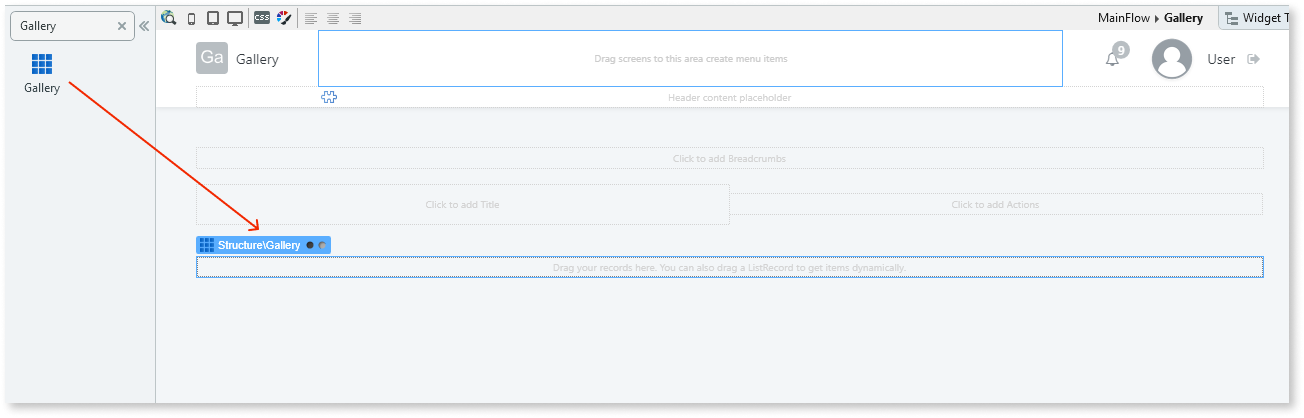 Gallery
Gallery
CSS
MainFlow Gallery
Widget T
Ga Gallery
Drag screens to this area create menu items
9
User
Header content placeholder
Click to add Breadcrumbs
Click to add Title
Click to add Actions
Structure\Gallery
Drag your records here. You can also drag a ListRecord to get items dynamically.